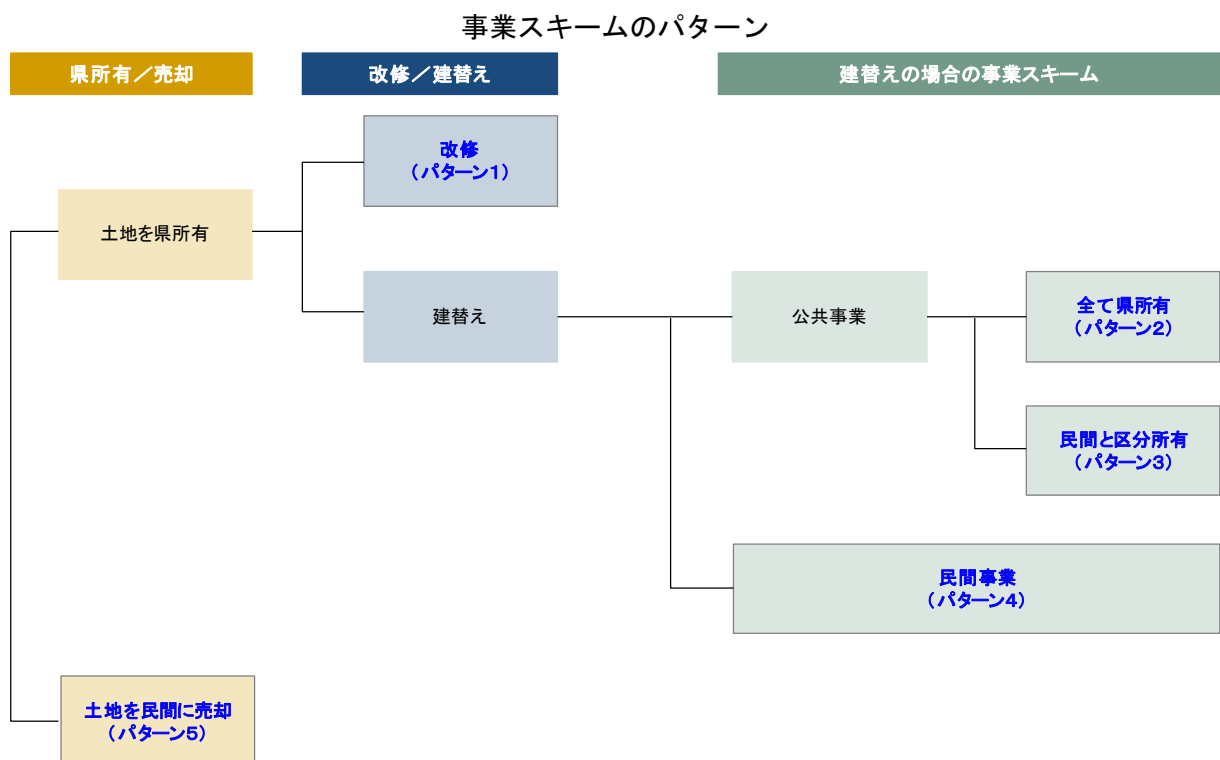 事業スキームのパターン
県所有／売却
改修／建替え
建替えの場合の事業スキーム
改修
（パターン1）
土地を県所有
建替え
公共事業
全て県所有
（パターン2）
民間と区分所有
（パターン3）
民間事業
（パターン4）
土地を民間に売却
（パターン5）